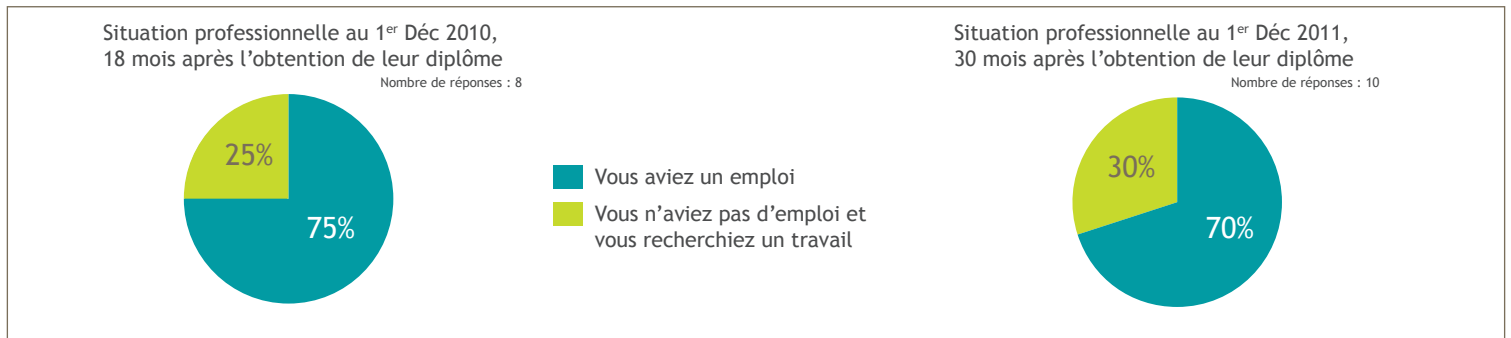 Situation professionnelle au 1er Déc 2010,
18 mois après l'obtention de leur diplôme
Nombre de réponses : 8
25%
75%
Vous aviez un emploi
Vous n'aviez pas d'emploi et
vous recherchiez un travail
Situation professionnelle au 1er Déc 2011,
30 mois après l'obtention de leur diplôme
Nombre de réponses : 10
30%
70%